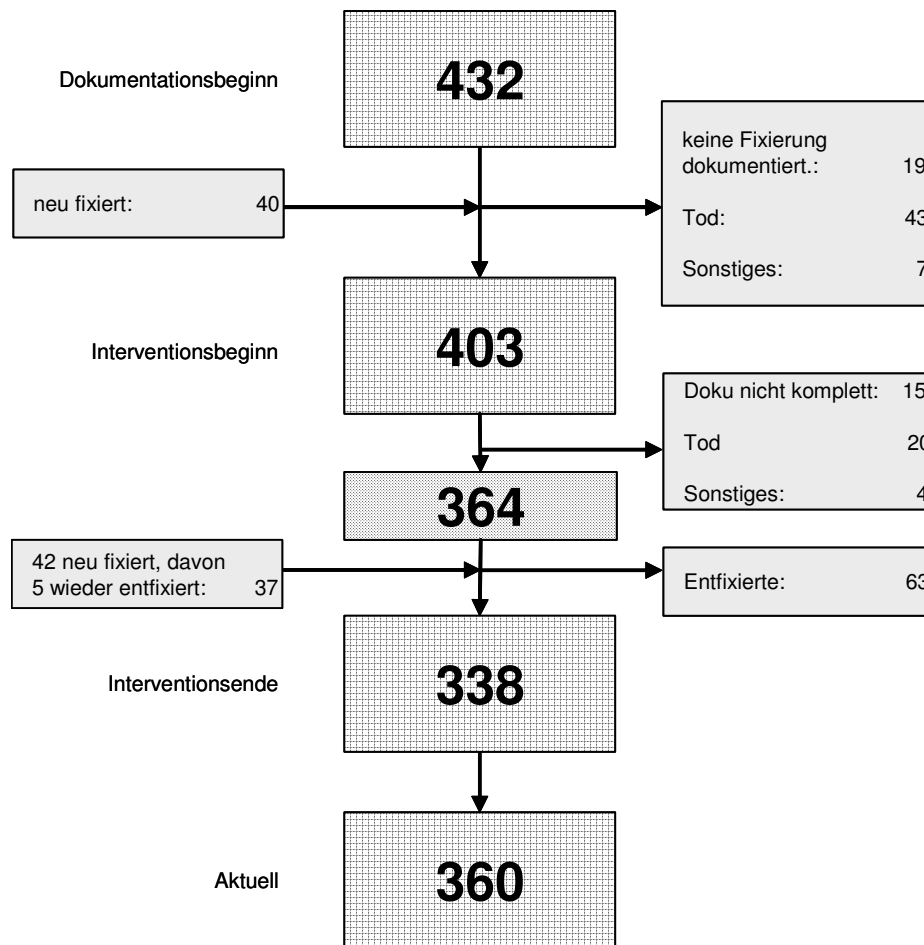 Dokumentationsbeginn
432
keine Fixierung
dokumentiert.: 19
Tod: 43
Sonstiges: 7
neu fixiert: 40
Interventionsbeginn
403
Doku nicht komplett: 15
Tod 20
Sonstiges: 4
364
42 neu fixiert, davon
5 wieder entfixiert: 37
Entfixierte: 63
Interventionsende
338
Aktuell
360